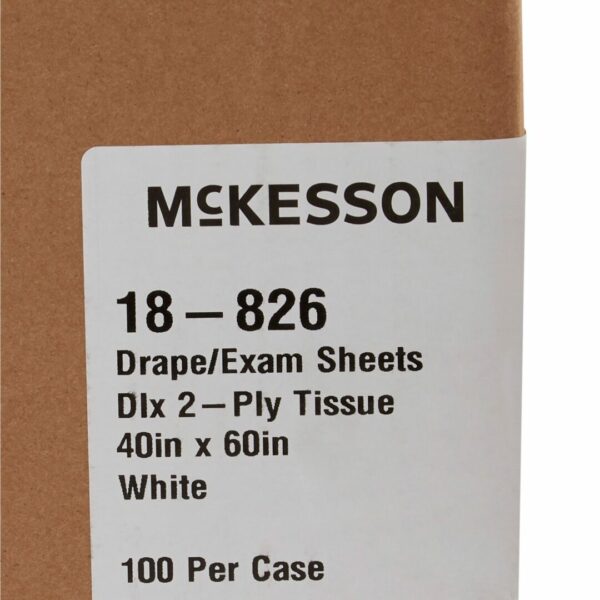 McKESSON
18–826
Drape/Exam Sheets
Dlx 2–Ply Tissue
40in x 60in
White
100 Per Case